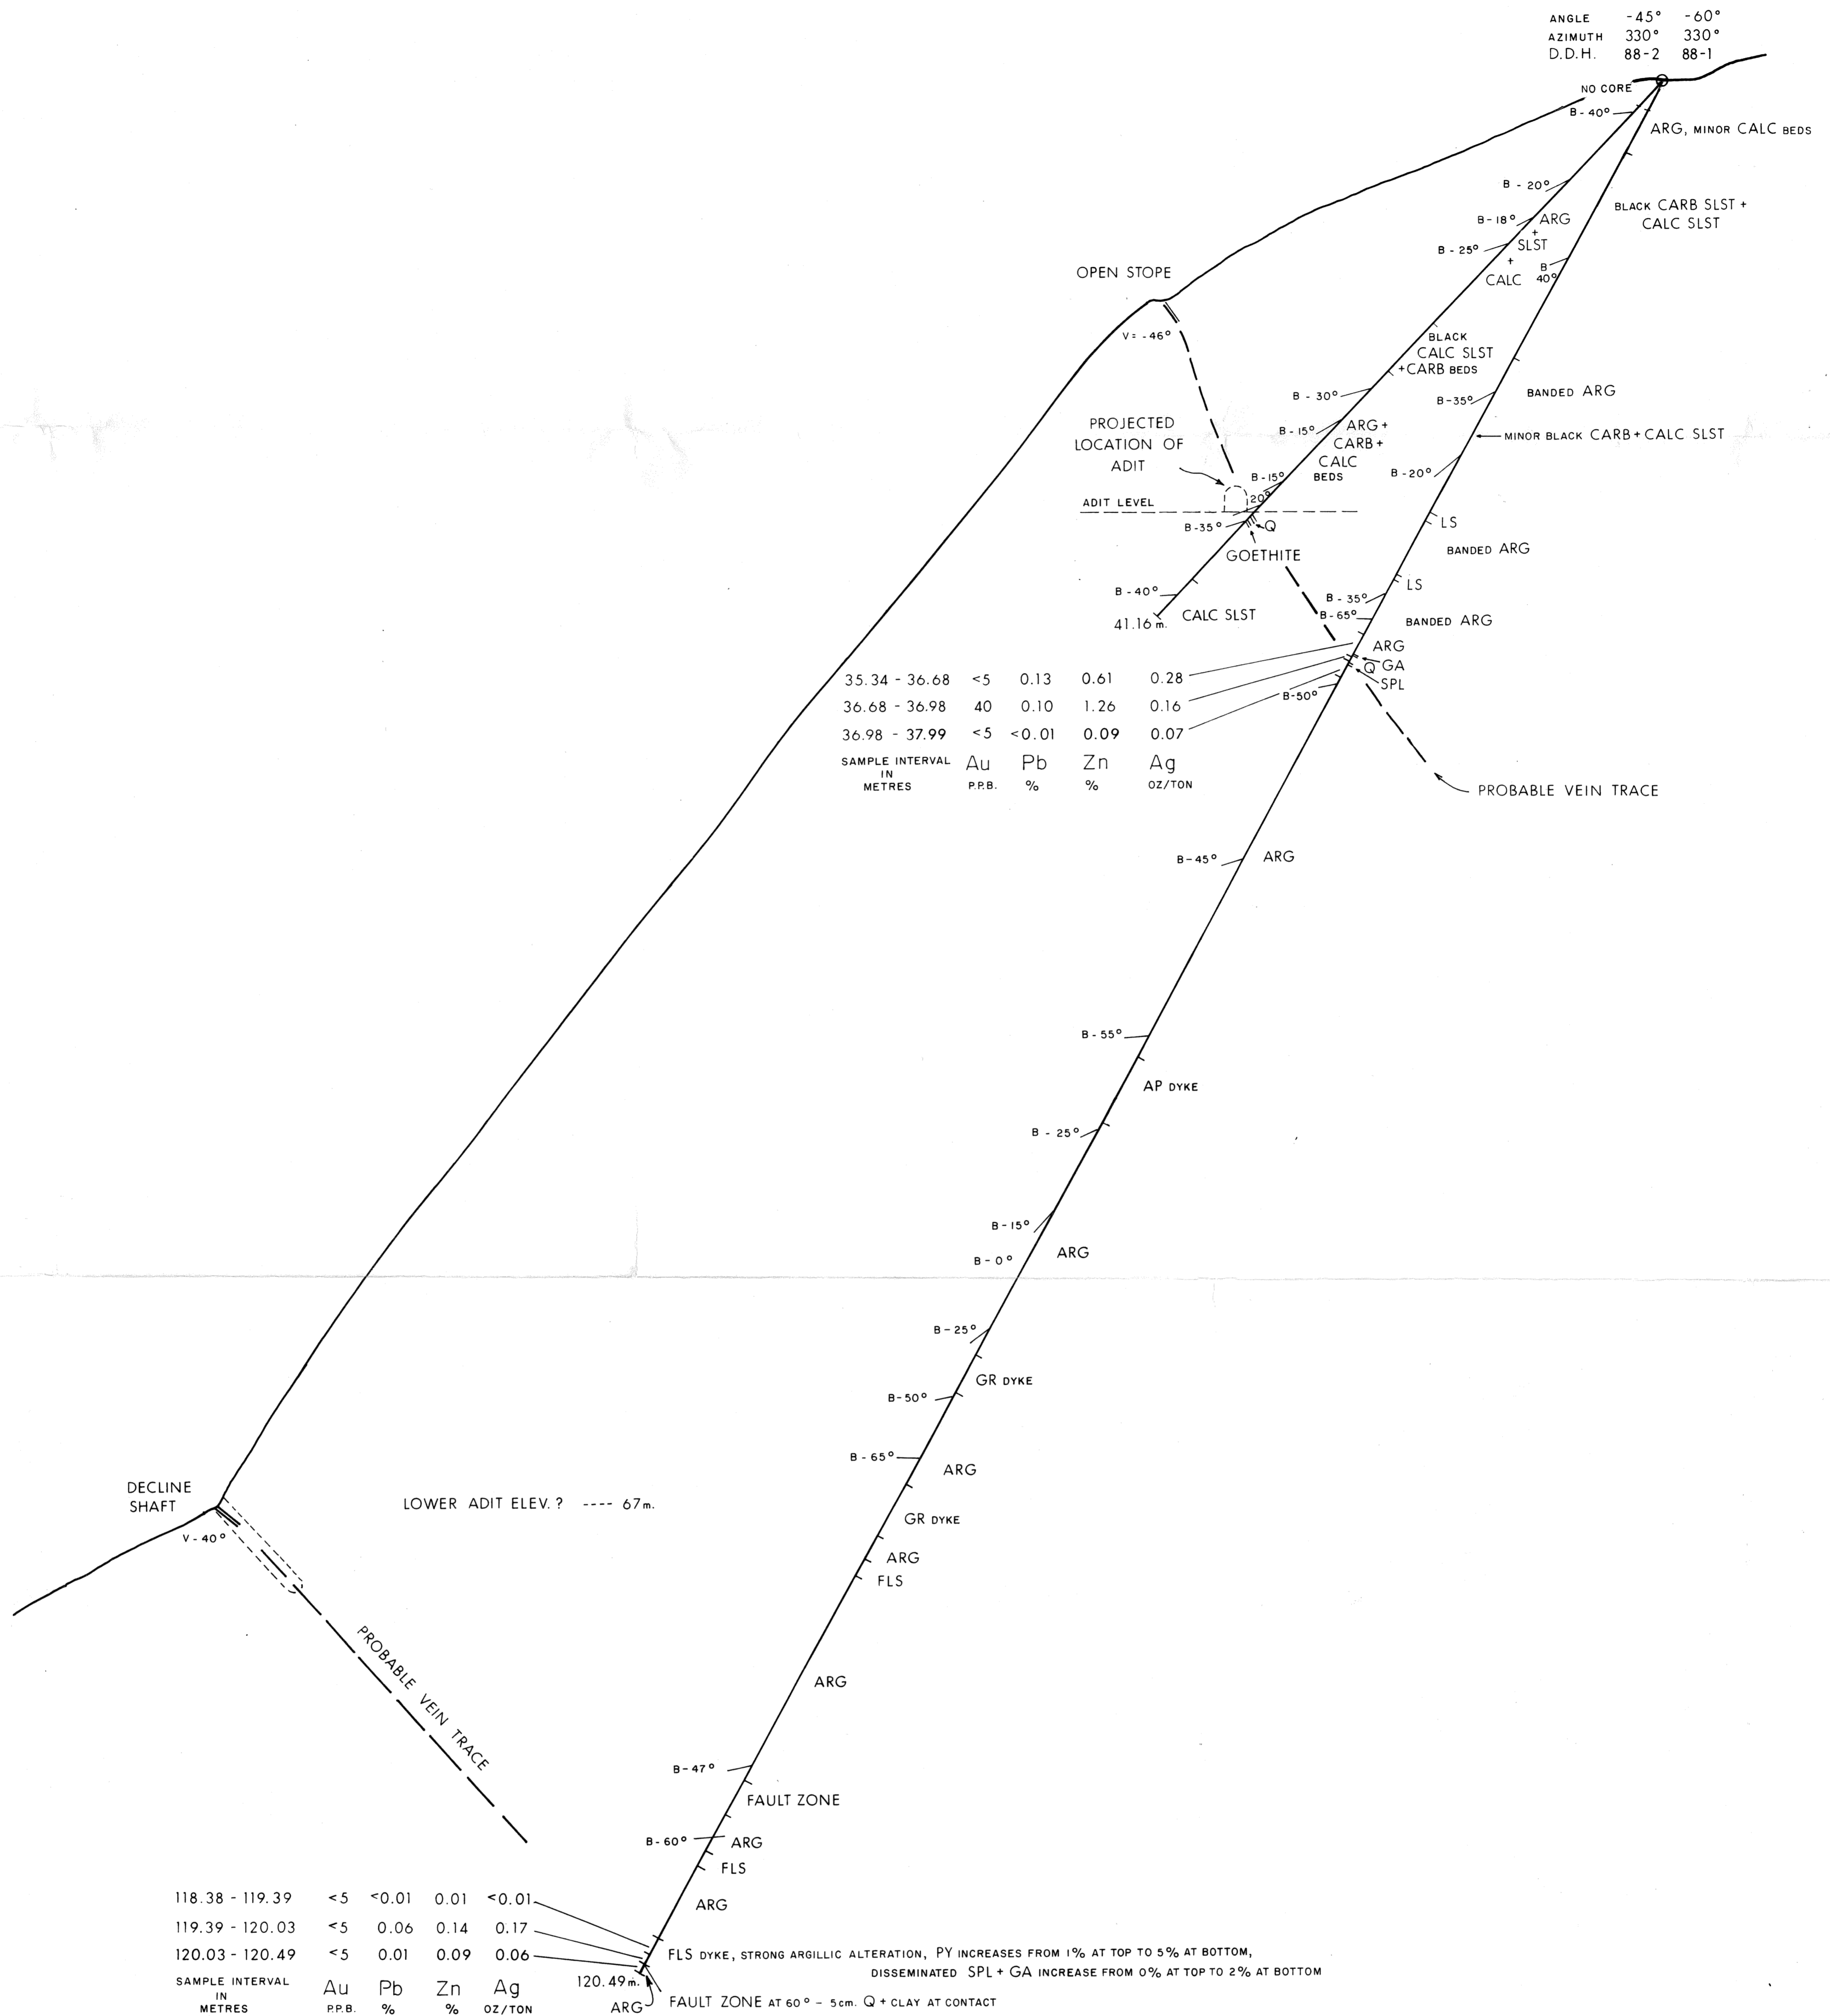 ANGLE -45° -60°
AZIMUTH 330° 330°
D.D.H. 88-2 88-1
NO CORE
B-40°
ARG, MINOR CALC BEDS
B - 20°
BLACK CARB SLST +
CALC SLST
B-18° ARG
+
B - 25° SLST
+
B
CALC 40°
OPEN STOPE
V = -46°
BLACK
CALC SLST
+CARB BEDS
B - 30°
BANDED ARG
B-35°
PROJECTED
LOCATION OF
ADIT
B-15° ARG +
CARB +
CALC
BEDS
MINOR BLACK CARB + CALC SLST
B-20°
B-15°
20°
ADIT LEVEL
B-35° Q
LS
GOETHITE
BANDED ARG
LS
B-40°
B-35°
41.16 m. CALC SLST
B-65°
BANDED ARG
ARG
GA
Q
SPL
B-50°
35.34 - 36.68 <5 0.13 0.61 0.28
36.68 - 36.98 40 0.10 1.26 0.16
36.98 - 37.99 <5 <0.01 0.09 0.07
SAMPLE INTERVAL Au Pb Zn Ag
IN
METRES P.P.B. % % OZ/TON
PROBABLE VEIN TRACE
B-45° ARG
B-55°
AP DYKE
B - 25°
B-15°
B-0° ARG
B-25°
GR DYKE
B-50°
B-65° ARG
DECLINE
SHAFT
LOWER ADIT ELEV. ? ---- 67m.
V-40°
GR DYKE
ARG
FLS
PROBABLE VEIN TRACE
ARG
B-47°
FAULT ZONE
B-60° ARG
FLS
ARG
118.38 - 119.39 <5 <0.01 0.01 <0.01
119.39 - 120.03 <5 0.06 0.14 0.17
120.03 - 120.49 <5 0.01 0.09 0.06
SAMPLE INTERVAL Au Pb Zn Ag
IN
METRES P.P.B. % % OZ/TON
FLS DYKE, STRONG ARGILLIC ALTERATION, PY INCREASES FROM 1% AT TOP TO 5% AT BOTTOM,
DISSEMINATED SPL + GA INCREASE FROM 0% AT TOP TO 2% AT BOTTOM
120.49m.
ARG
FAULT ZONE AT 60° - 5cm. Q + CLAY AT CONTACT